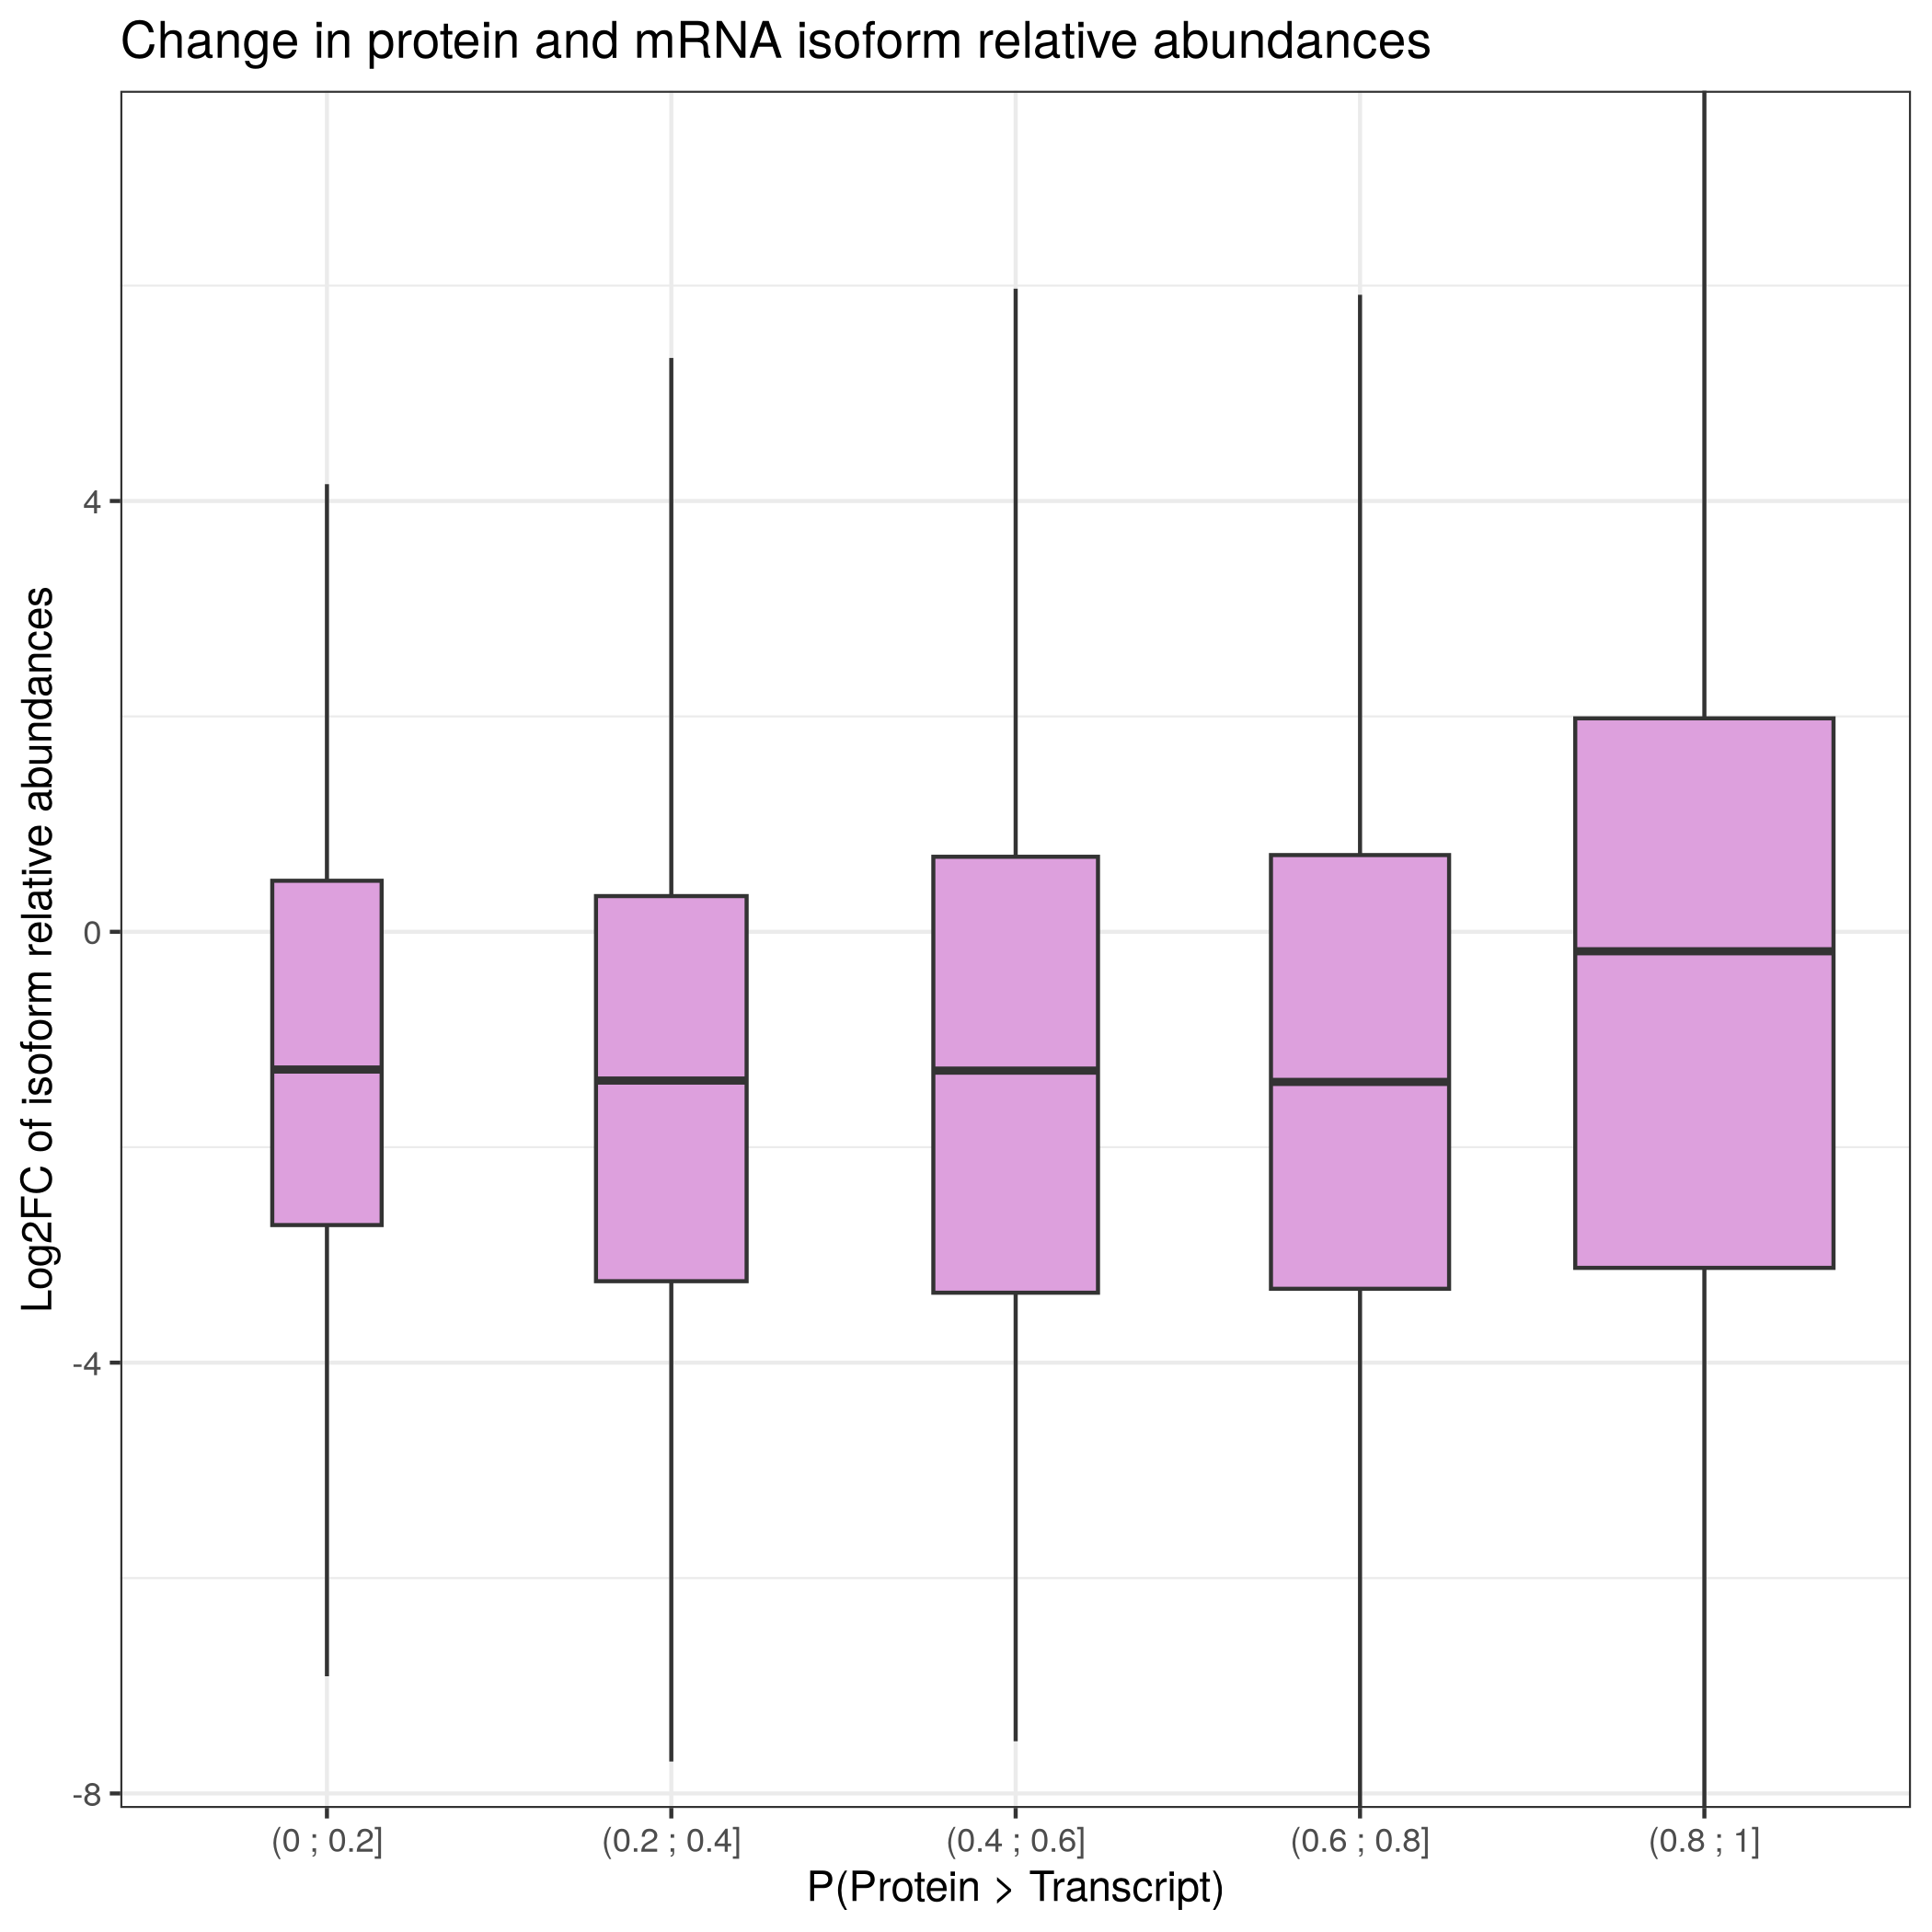 Change in protein and mRNA isoform relative abundances
Log2FC of isoform relative abundances
4
0
-4
-8
(0 ; 0.2]
(0.2 ; 0.4]
(0.4 ; 0.6]
(0.6 ; 0.8]
(0.8 ; 1]
P(Protein > Transcript)